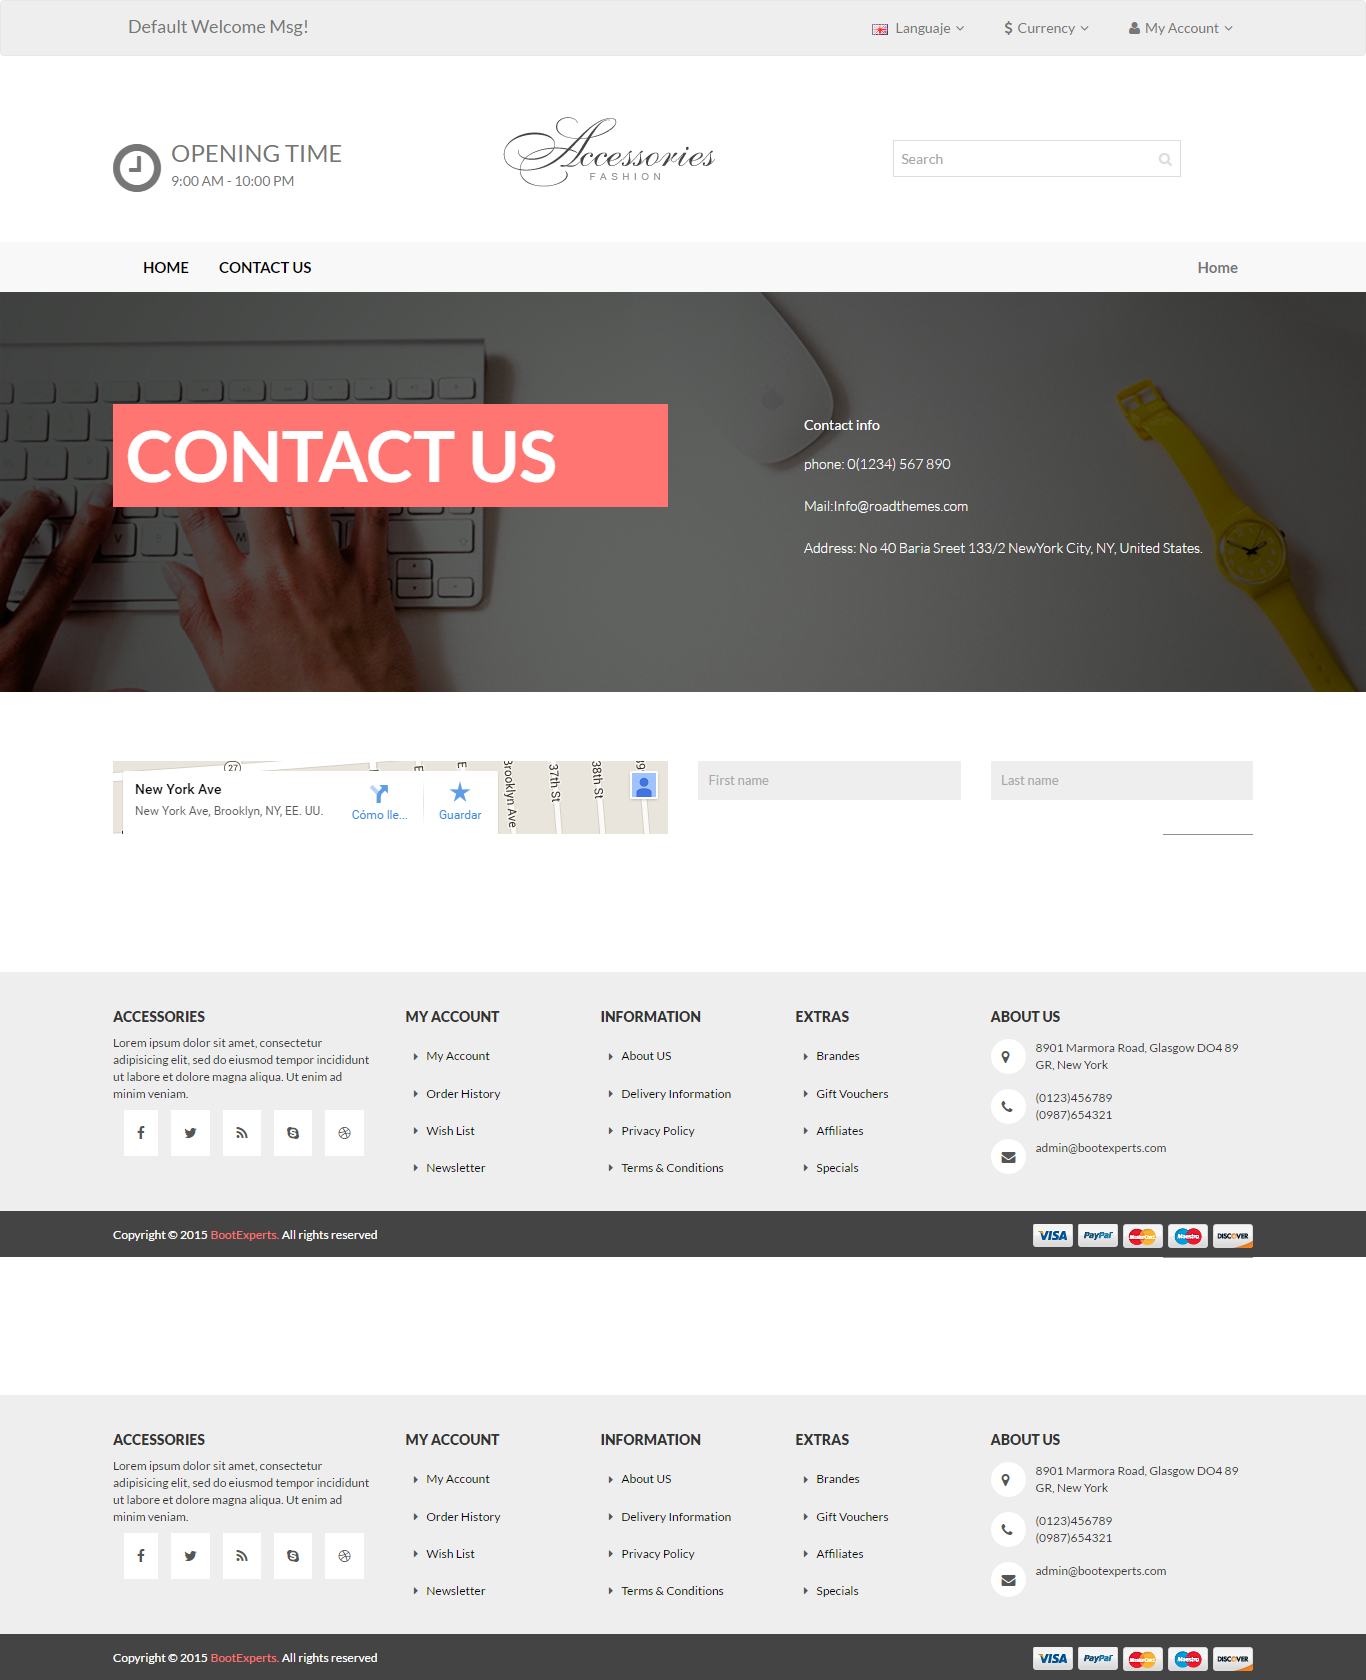 Default Welcome Msg!
Languaje
$ Currency
My Account
OPENING TIME
9:00 AM - 10:00 PM
Accessories
FASHION
Search
HOME
CONTACT US
Home
CONTACT US
Contact info
phone: 0(1234) 567 890
Mail:Info@roadthemes.com
Address: No 40 Baria Sreet 133/2 NewYork City, NY, United States.
27
New York Ave
New York Ave, Brooklyn, NY, EE. UU.
Cómo lle...
Guardar
Brooklyn Ave
37th St
38th St
First name
Last name
ACCESSORIES
Lorem ipsum dolor sit amet, consectetur
adipisicing elit, sed do eiusmod tempor incididunt
ut labore et dolore magna aliqua. Ut enim ad
minim veniam.
MY ACCOUNT
My Account
Order History
Wish List
Newsletter
INFORMATION
About US
Delivery Information
Privacy Policy
Terms & Conditions
EXTRAS
Brandes
Gift Vouchers
Affiliates
Specials
ABOUT US
8901 Marmora Road, Glasgow DO4 89
GR, New York
(0123)456789
(0987)654321
admin@bootexperts.com
Copyright © 2015 BootExperts. All rights reserved
VISA
PayPal
MasterCard
Maestro
DISCOVER
ACCESSORIES
Lorem ipsum dolor sit amet, consectetur
adipisicing elit, sed do eiusmod tempor incididunt
ut labore et dolore magna aliqua. Ut enim ad
minim veniam.
MY ACCOUNT
My Account
Order History
Wish List
Newsletter
INFORMATION
About US
Delivery Information
Privacy Policy
Terms & Conditions
EXTRAS
Brandes
Gift Vouchers
Affiliates
Specials
ABOUT US
8901 Marmora Road, Glasgow DO4 89
GR, New York
(0123)456789
(0987)654321
admin@bootexperts.com
Copyright © 2015 BootExperts. All rights reserved
VISA
PayPal
MasterCard
Maestro
DISCOVER